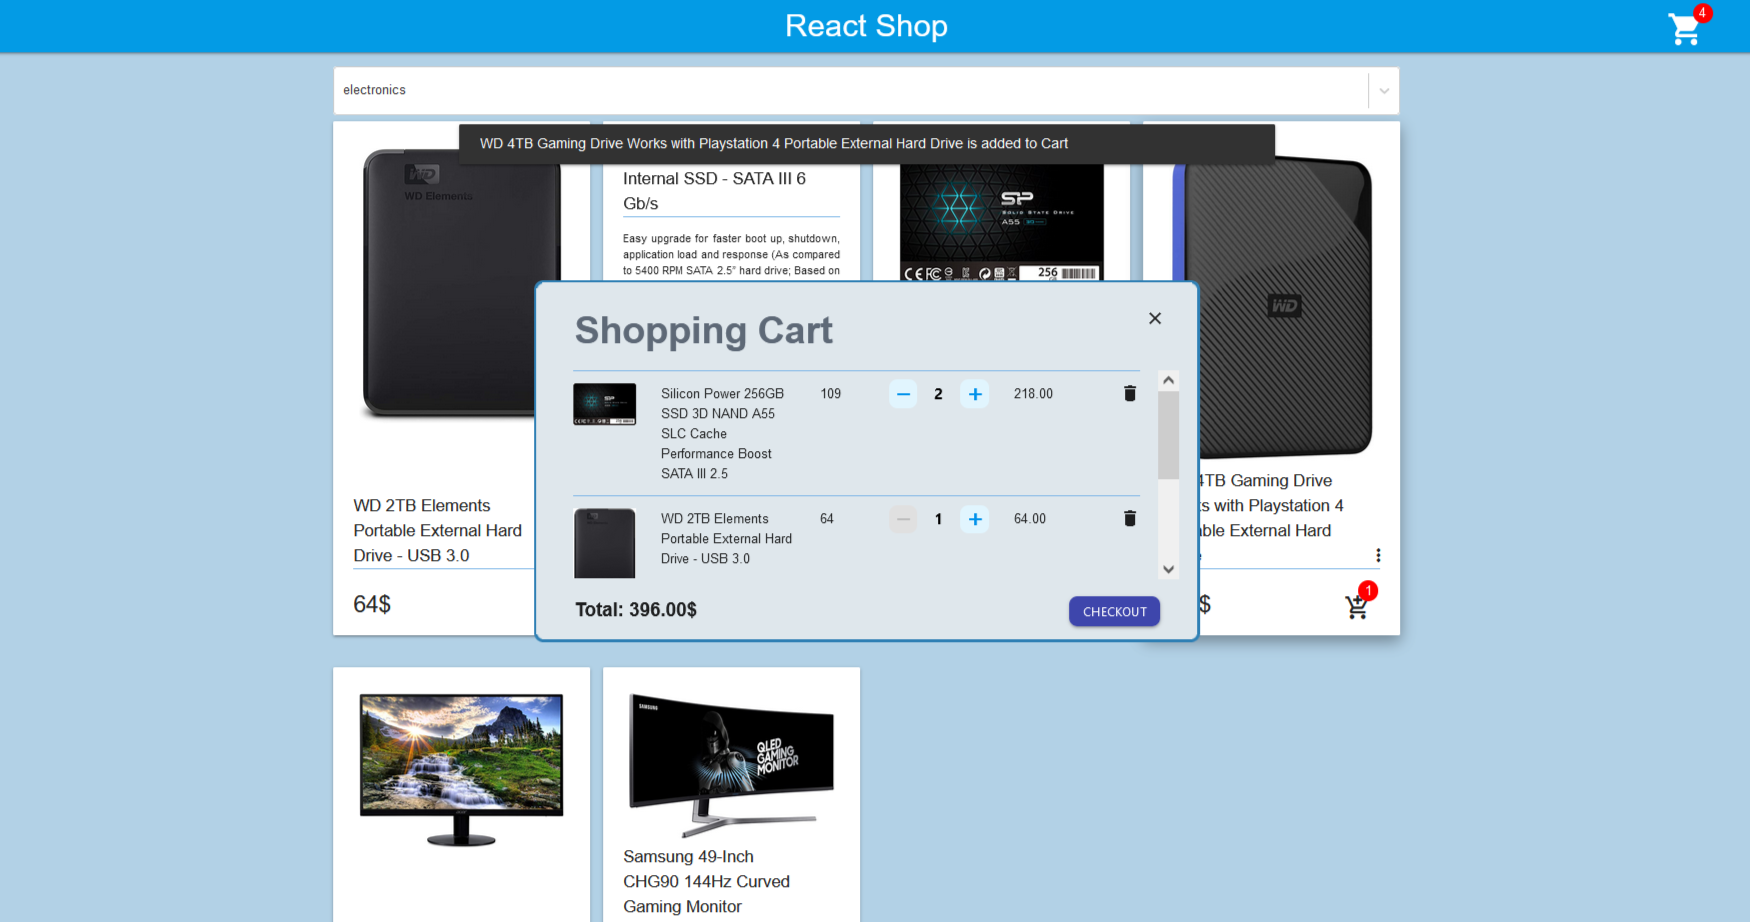 React Shop
4
electronics
WD 4TB Gaming Drive Works with Playstation 4 Portable External Hard Drive is added to Cart
WD
WD Elements
Internal SSD - SATA III 6
Gb/s
Easy upgrade for faster boot up, shutdown,
application load and response (As compared
to 5400 RPM SATA 2.5” hard drive; Based on
SP
SOLID STATE DRIVE
A55
256
WD
Shopping Cart
Silicon Power 256GB
SSD 3D NAND A55
SLC Cache
Performance Boost
SATA III 2.5
109
2
218.00
WD 2TB Elements
Portable External Hard
Drive - USB 3.0
64
1
64.00
Total: 396.00$
CHECKOUT
WD 2TB Elements
Portable External Hard
Drive - USB 3.0
64$
4TB Gaming Drive
with Playstation 4
External Hard
$
1
SAMSUNG
QLED
GAMING
MONITOR
Samsung 49-Inch
CHG90 144Hz Curved
Gaming Monitor